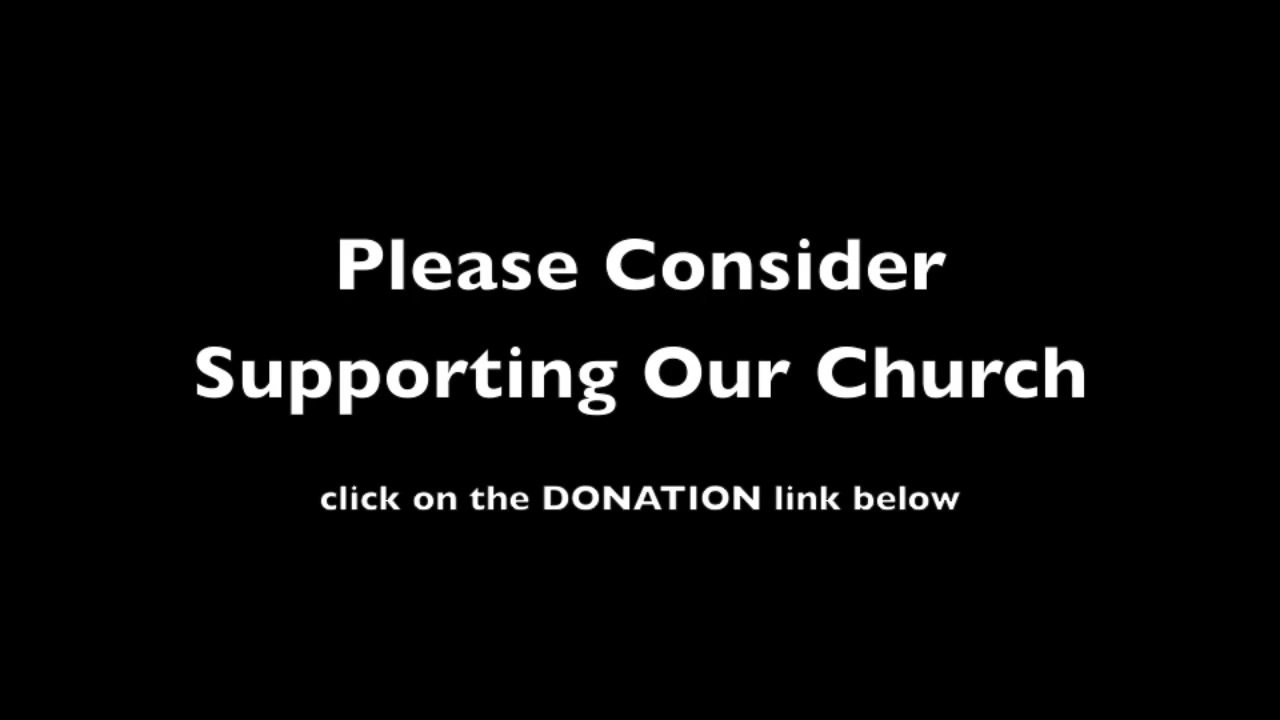 Please Consider
Supporting Our Church
click on the DONATION link below